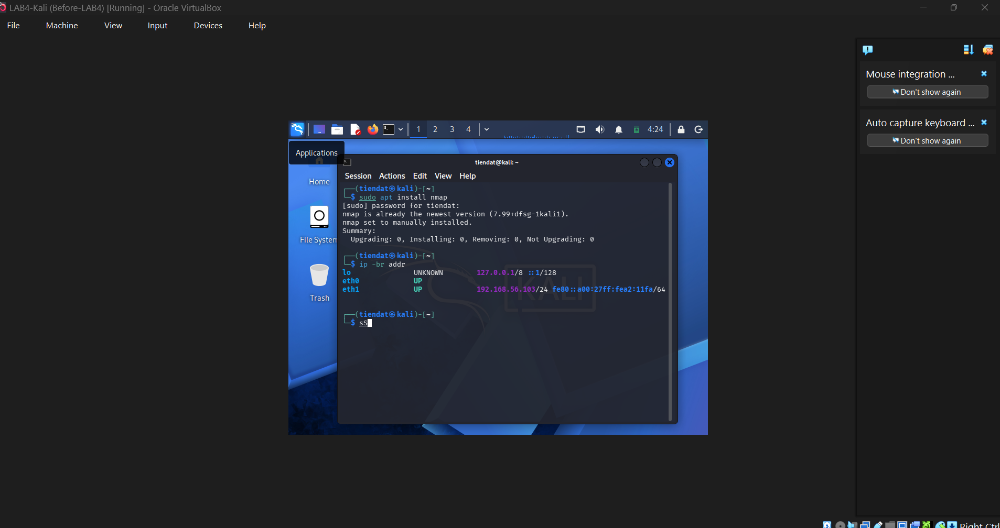 LAB4-Kali (Before-LAB4) [Running] - Oracle VirtualBox
File Machine View Input Devices Help
Mouse integration ...
Don't show again
Auto capture keyboard ...
Don't show again
1 2 3 4 4:24
Applications
tiendat@kali: ~
Session Actions Edit View Help
Home
File System
Trash
┌──(tiendat㉿kali)-[~]
└─$ sudo apt install nmap
[sudo] password for tiendat:
nmap is already the newest version (7.99+dfsg-1kali1).
nmap set to manually installed.
Summary:
Upgrading: 0, Installing: 0, Removing: 0, Not Upgrading: 0
┌──(tiendat㉿kali)-[~]
└─$ ip -br addr
lo UNKNOWN 127.0.0.1/8 ::1/128
eth0 UP
eth1 UP 192.168.56.103/24 fe80::a00:27ff:fea2:11fa/64
KALI
┌──(tiendat㉿kali)-[~]
└─$ sS
Right Ctrl